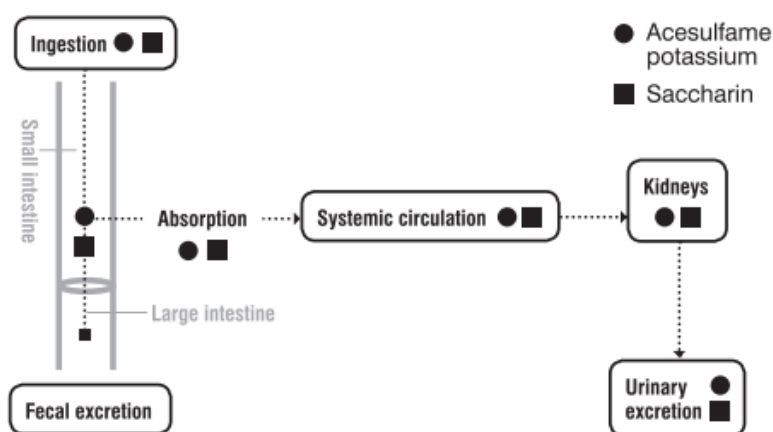 Ingestion
Acesulfame
potassium
Saccharin
Small intestine
Absorption
Systemic circulation
Kidneys
Large intestine
Fecal excretion
Urinary
excretion